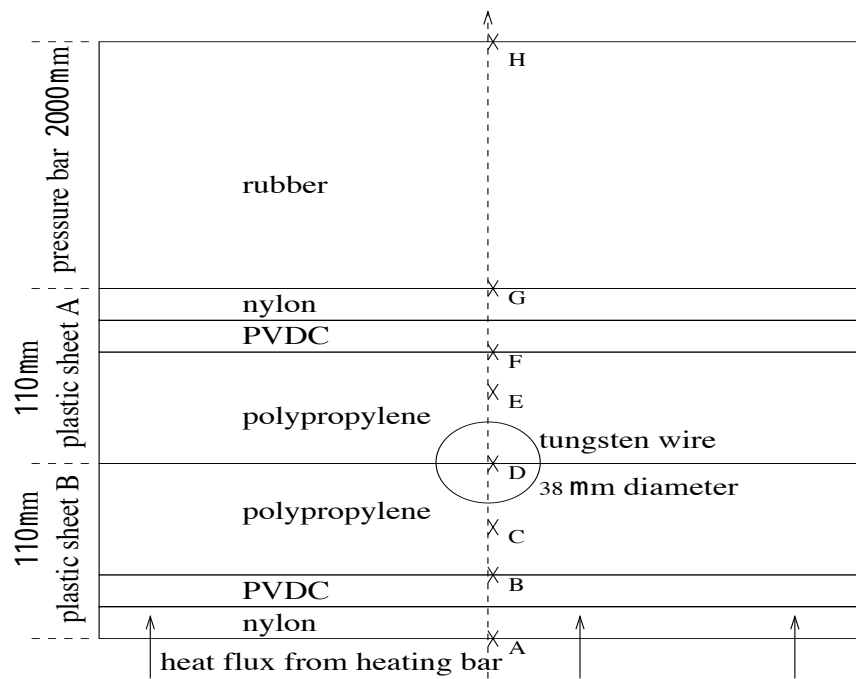 H
pressure bar 2000mm
rubber
G
nylon
PVDC
F
110mm
plastic sheet A
E
polypropylene
tungsten wire
D
38 mm diameter
110mm
plastic sheet B
polypropylene
C
B
PVDC
nylon
A
heat flux from heating bar